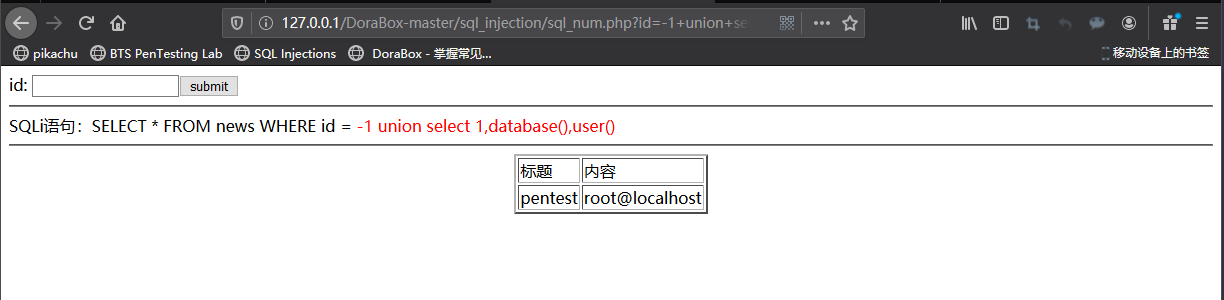 127.0.0.1/DoraBox-master/sql_injection/sql_num.php?id=-1+union+se
pikachu BTS PenTesting Lab SQL Injections DoraBox - 掌握常见... 移动设备上的书签
id: submit
SQLi语句：SELECT * FROM news WHERE id = -1 union select 1,database(),user()
标题 内容
pentest root@localhost